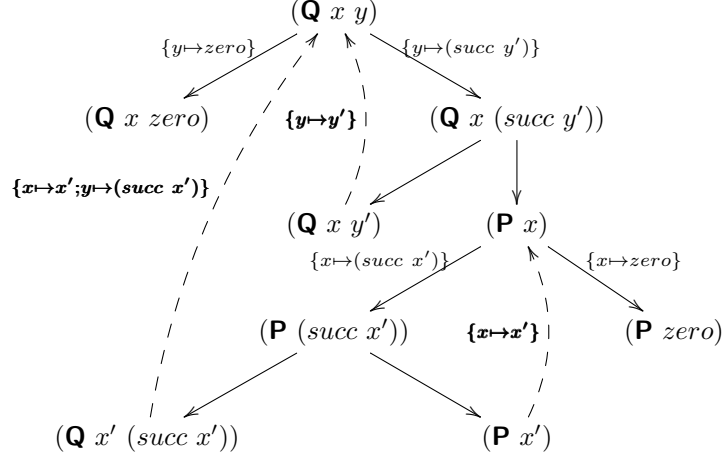 (Q x y)
{y↦zero} {y↦(succ y′)}
(Q x zero) {y↦y′} (Q x (succ y′))
{x↦x′;y↦(succ x′)}
(Q x y′) (P x)
{x↦(succ x′)} {x↦zero}
(P (succ x′)) {x↦x′} (P zero)
(Q x′ (succ x′)) (P x′)